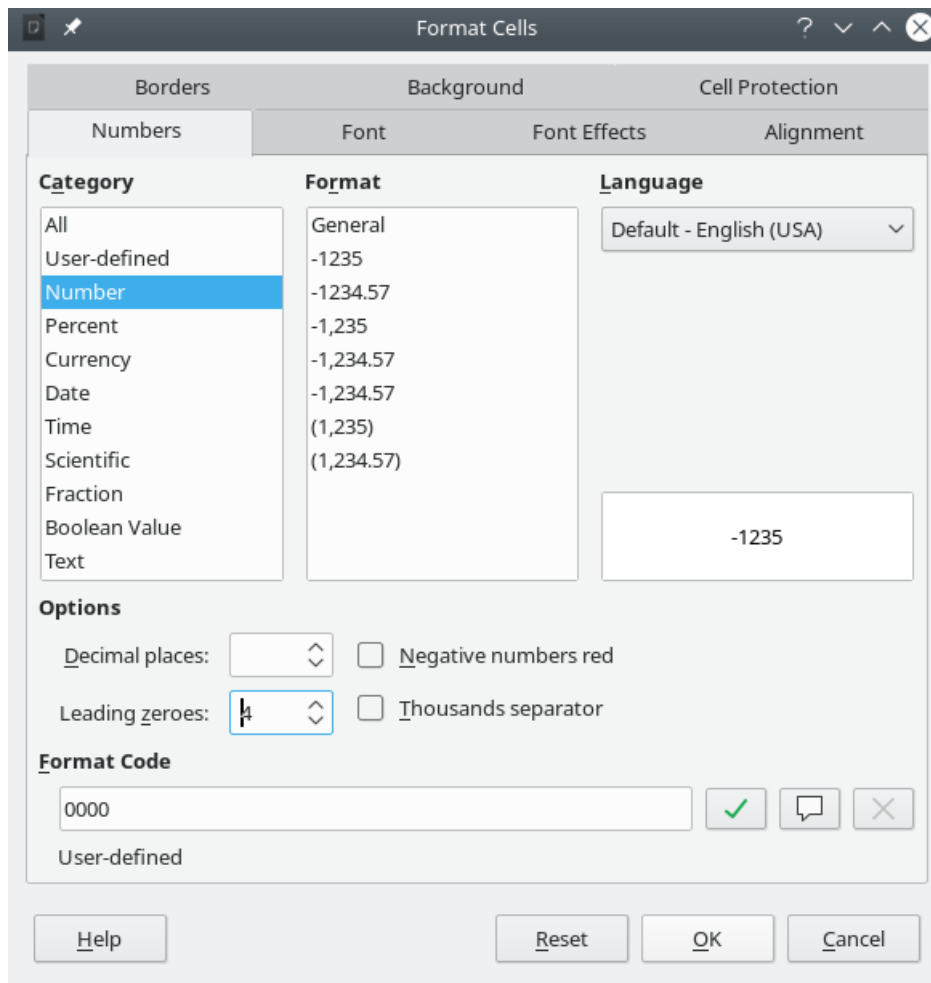 Format Cells
Borders Background Cell Protection
Numbers Font Font Effects Alignment
Category
All
User-defined
Number
Percent
Currency
Date
Time
Scientific
Fraction
Boolean Value
Text
Format
General
-1235
-1234.57
-1,235
-1,234.57
-1,234.57
(1,235)
(1,234.57)
Language
Default - English (USA)
-1235
Options
Decimal places:
Negative numbers red
Leading zeroes: 4
Thousands separator
Format Code
0000
User-defined
Help Reset OK Cancel